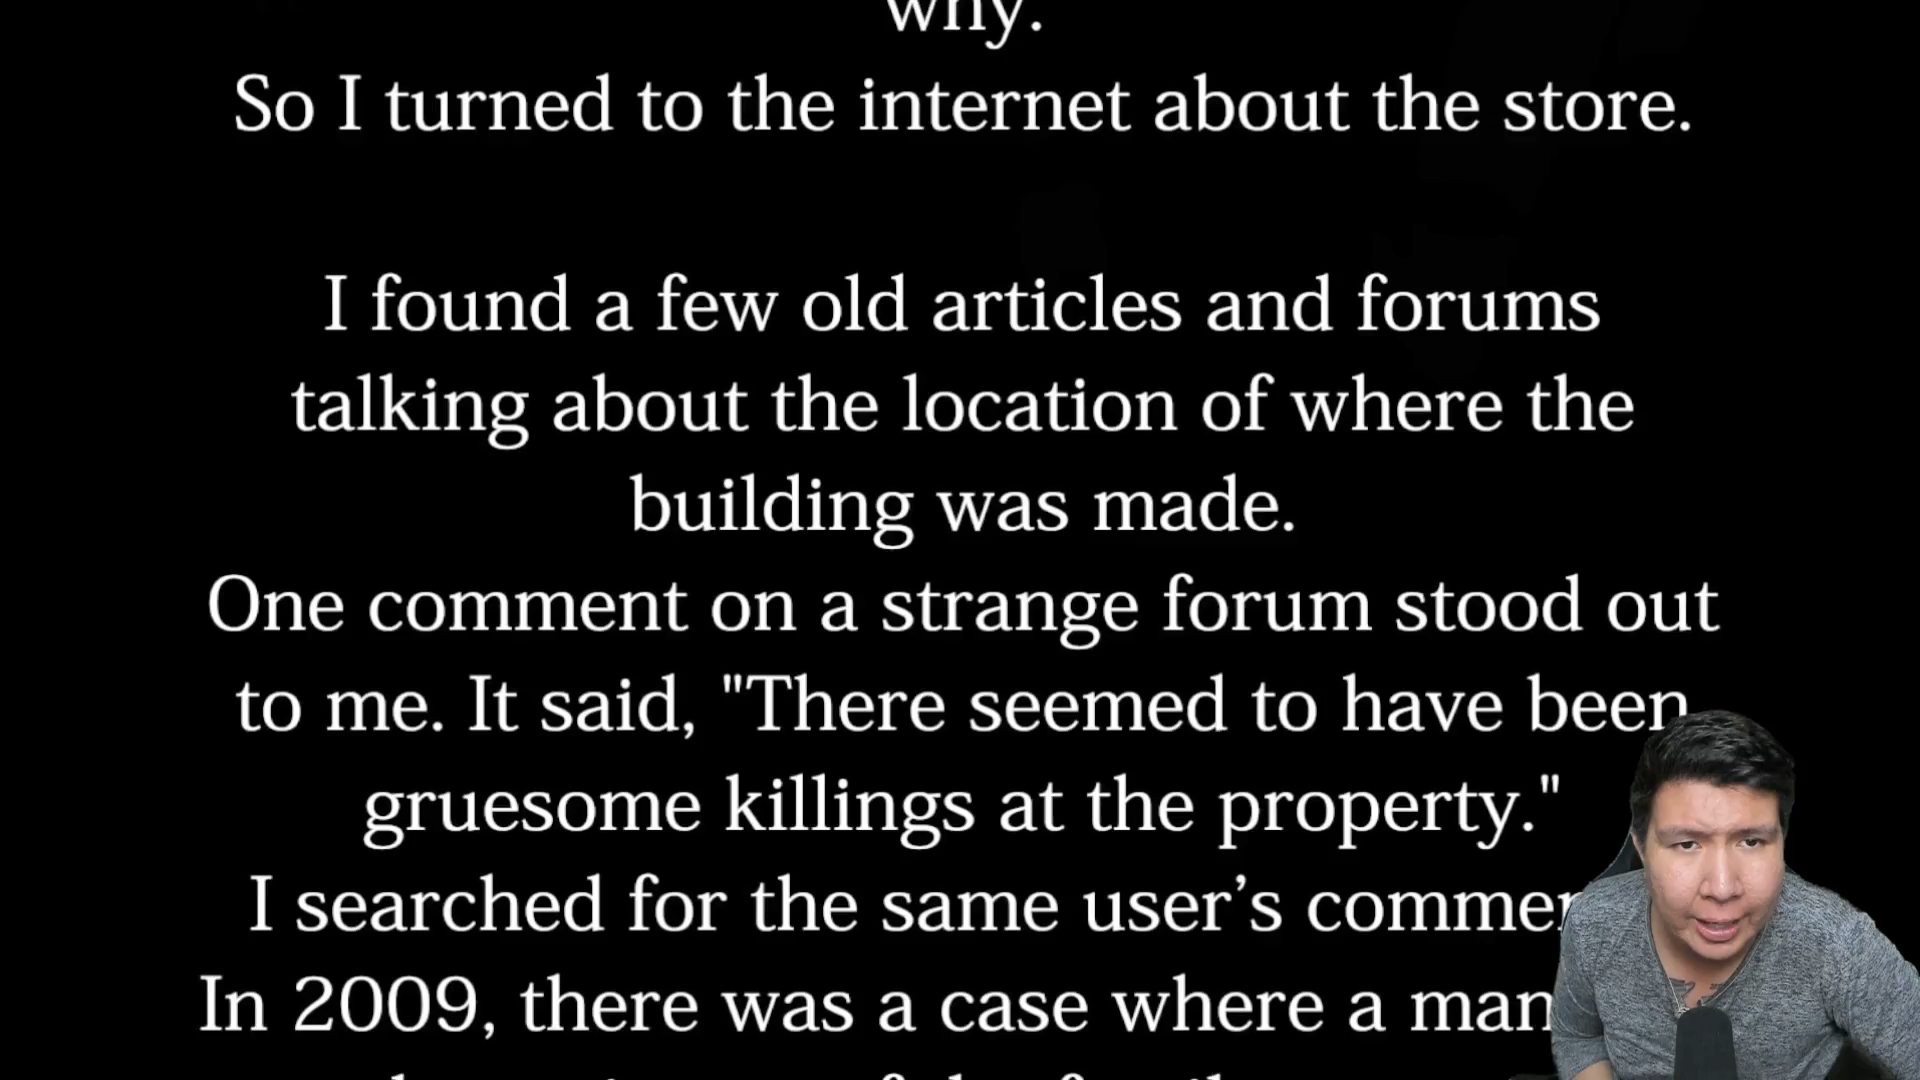 why.
So I turned to the internet about the store.
I found a few old articles and forums
talking about the location of where the
building was made.
One comment on a strange forum stood out
to me. It said, "There seemed to have been
gruesome killings at the property."
I searched for the same user’s
In 2009, there was a case where a man